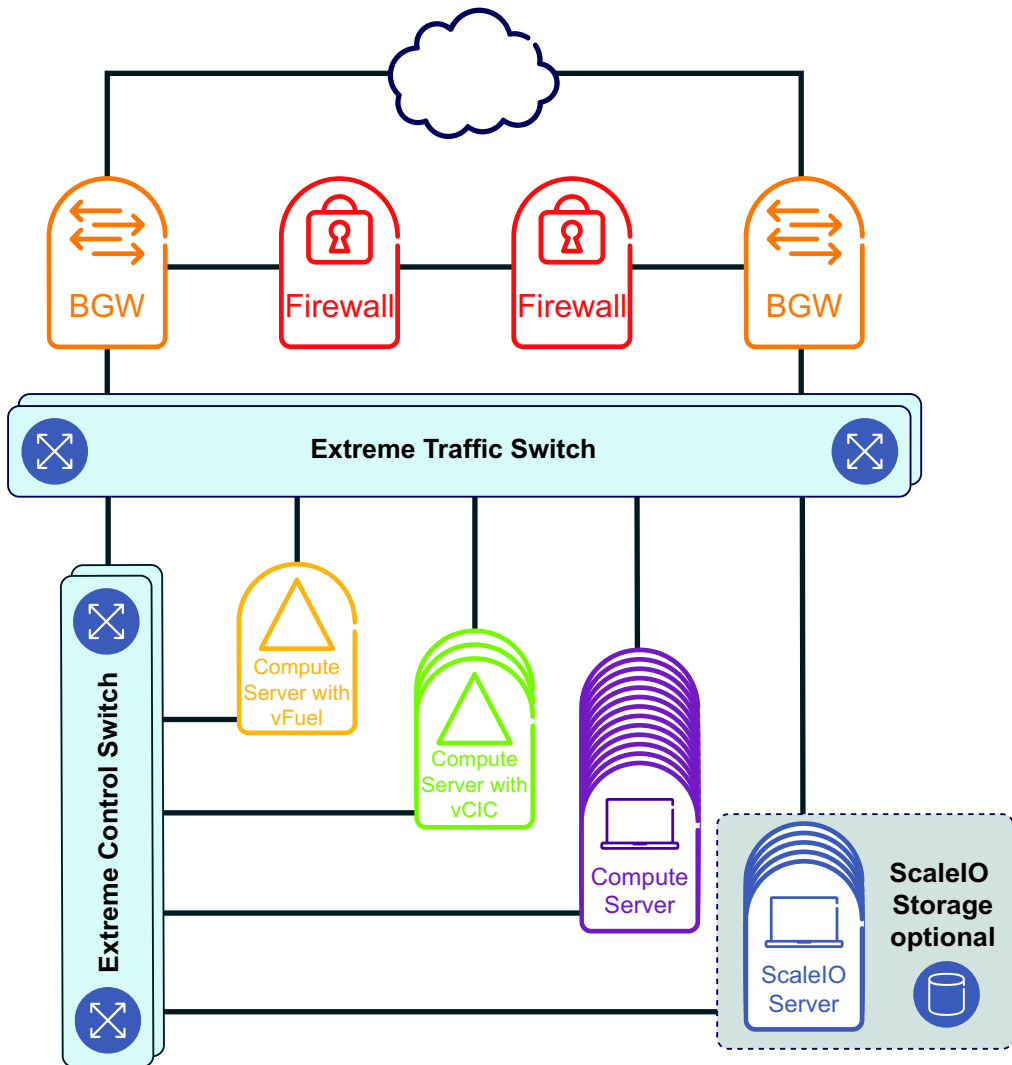 BGW
Firewall
Firewall
BGW
Extreme Traffic Switch
Extreme Control Switch
Compute
Server with
vFuel
Compute
Server with
vCIC
Compute
Server
ScaleIO
Server
ScaleIO
Storage
optional